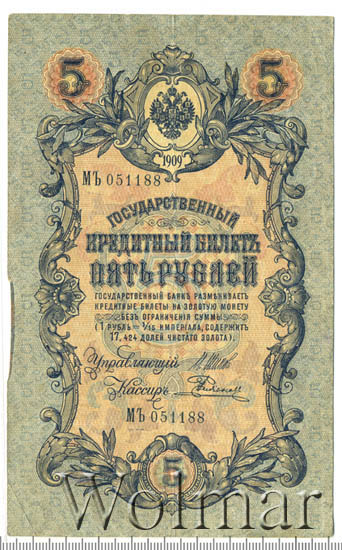 5 5
1909
МЪ 051188
ГОСУДАРСТВЕННЫЙ
КРЕДИТНЫЙ БИЛЕТЪ
ПЯТЬ РУБЛЕЙ
ГОСУДАРСТВЕННЫЙ БАНКЪ РАЗМѢНИВАЕТЪ
КРЕДИТНЫЕ БИЛЕТЫ НА ЗОЛОТУЮ МОНЕТУ
БЕЗЪ ОГРАНИЧЕНІЯ СУММЫ
(1 РУБЛЬ = 1/15 ИМПЕРІАЛА, СОДЕРЖИТЪ
17,424 ДОЛЕЙ ЧИСТАГО ЗОЛОТА).
Управляющій
Кассиръ
МЪ 051188
5
Wolmar